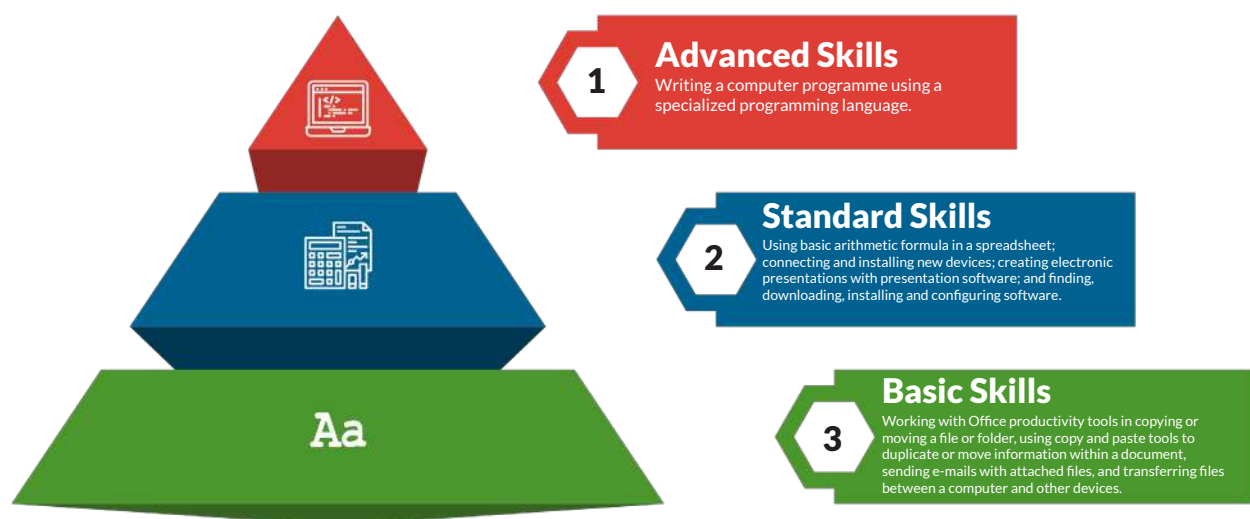 1
Advanced Skills
Writing a computer programme using a
specialized programming language.
2
Standard Skills
Using basic arithmetic formula in a spreadsheet;
connecting and installing new devices; creating electronic
presentations with presentation software; and finding,
downloading, installing and configuring software.
Aa
3
Basic Skills
Working with Office productivity tools in copying or
moving a file or folder, using copy and paste tools to
duplicate or move information within a document,
sending e-mails with attached files, and transferring files
between a computer and other devices.